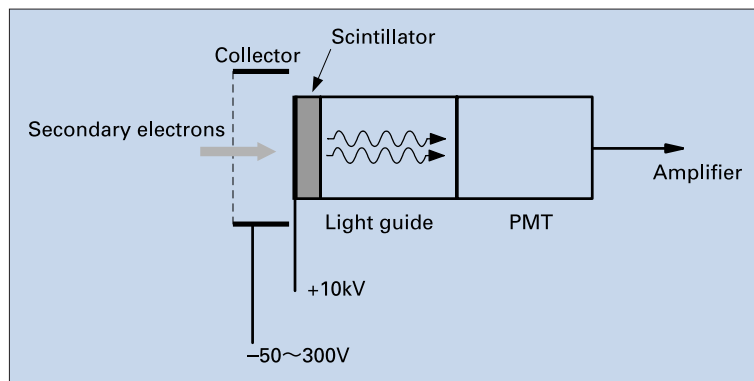 Scintillator
Collector
Secondary electrons
Amplifier
Light guide
PMT
+10kV
–50～300V